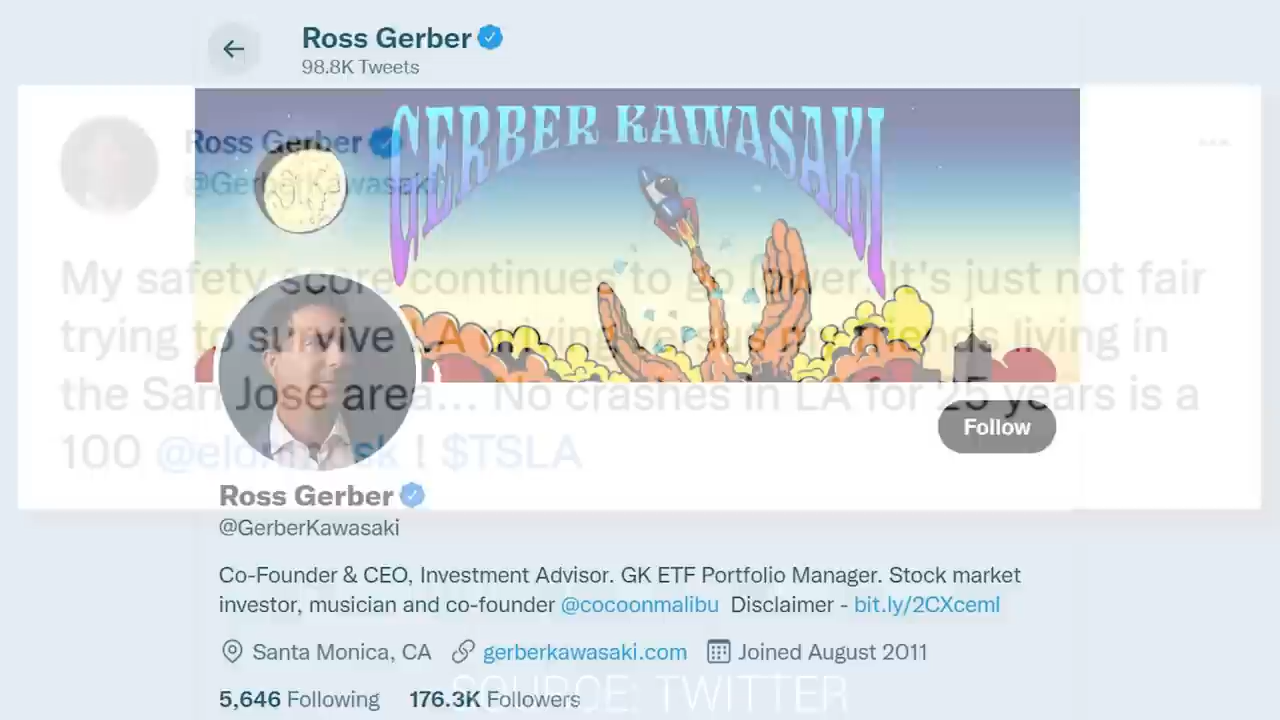 Ross Gerber
98.8K Tweets
GERBER KAWASAKI
Ross Gerber
@GerberKawasaki
My safety score continues to go lower. It's just not fair
trying to survive LA driving versus my friends living in
the San Jose area... No crashes in LA for 25 years is a
100 @elonmusk ! $TSLA
Follow
Ross Gerber
@GerberKawasaki
Co-Founder & CEO, Investment Advisor. GK ETF Portfolio Manager. Stock market
investor, musician and co-founder @cocoonmalibu Disclaimer - bit.ly/2CXcemI
Santa Monica, CA gerberkawasaki.com Joined August 2011
5,646 Following 176.3K Followers
SOURCE: TWITTER